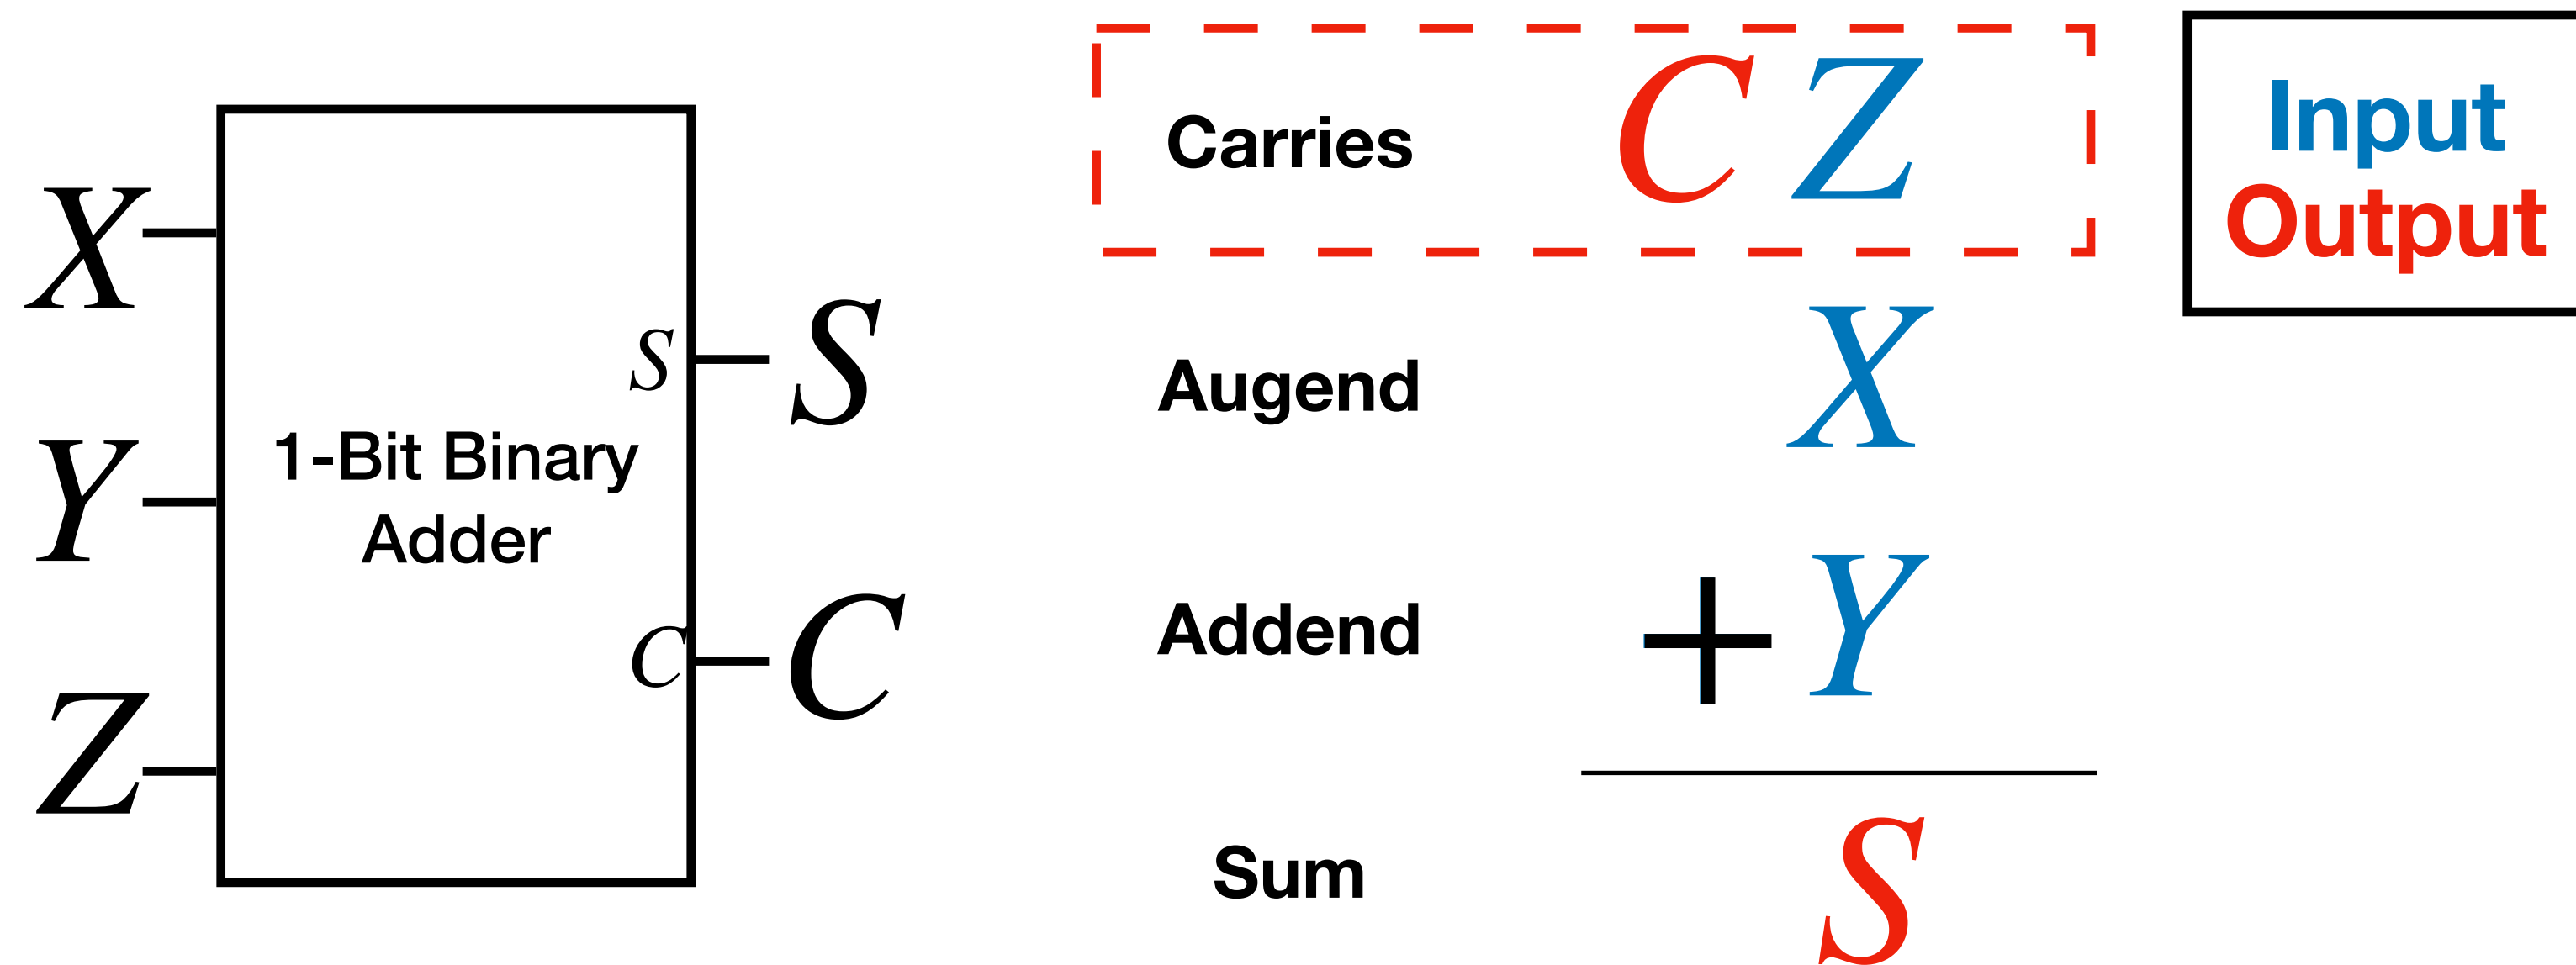 X
Y
Z
1-Bit Binary
Adder
S
C
S
C
Carries C Z
Augend X
Addend + Y
Sum S
Input
Output